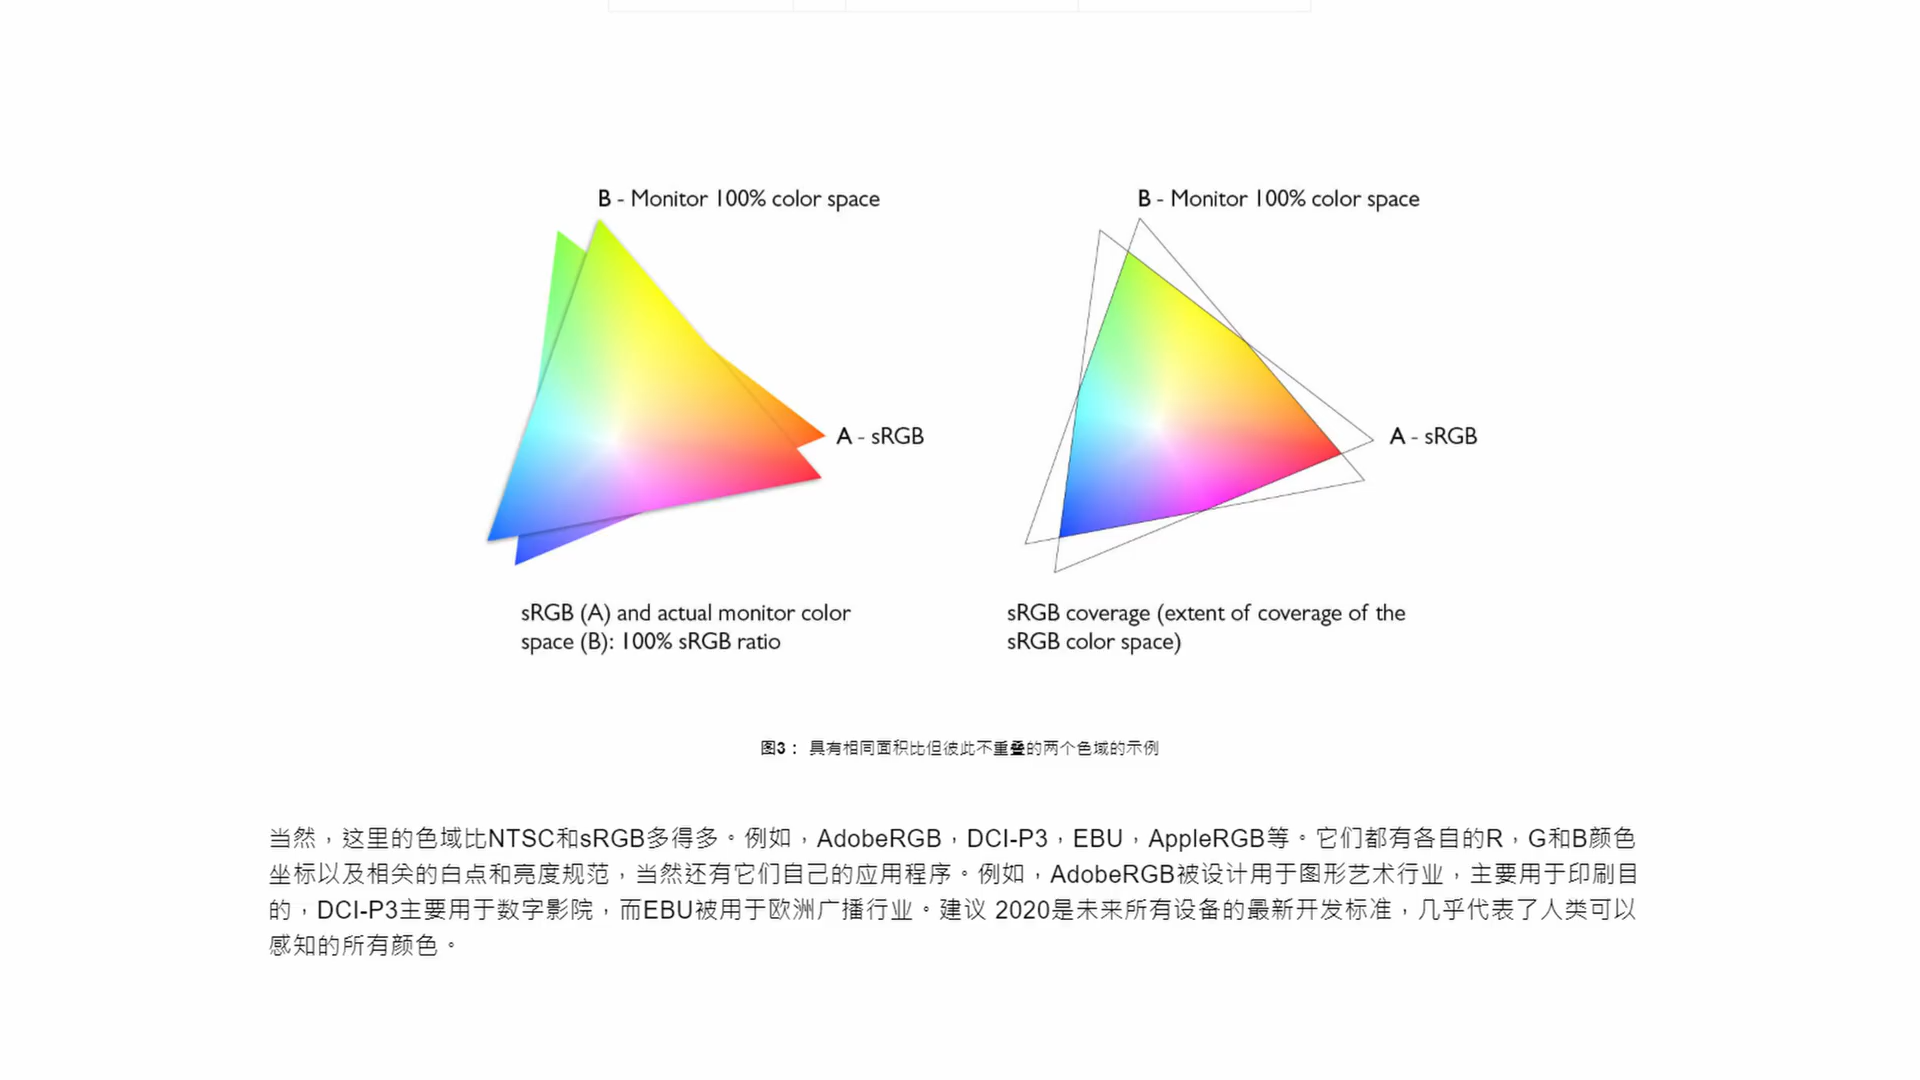 B - Monitor 100% color space
A - sRGB
sRGB (A) and actual monitor color
space (B): 100% sRGB ratio
B - Monitor 100% color space
A - sRGB
sRGB coverage (extent of coverage of the
sRGB color space)
图3： 具有相同面积比但彼此不重叠的两个色域的示例
当然，这里的色域比NTSC和sRGB多得多。例如，AdobeRGB，DCI-P3，EBU，AppleRGB等。它们都有各自的R，G和B颜色
坐标以及相关的白点和亮度规范，当然还有它们自己的应用程序。例如，AdobeRGB被设计用于图形艺术行业，主要用于印刷目
的，DCI-P3主要用于数字影院，而EBU被用于欧洲广播行业。建议 2020是未来所有设备的最新开发标准，几乎代表了人类可以
感知的所有颜色。